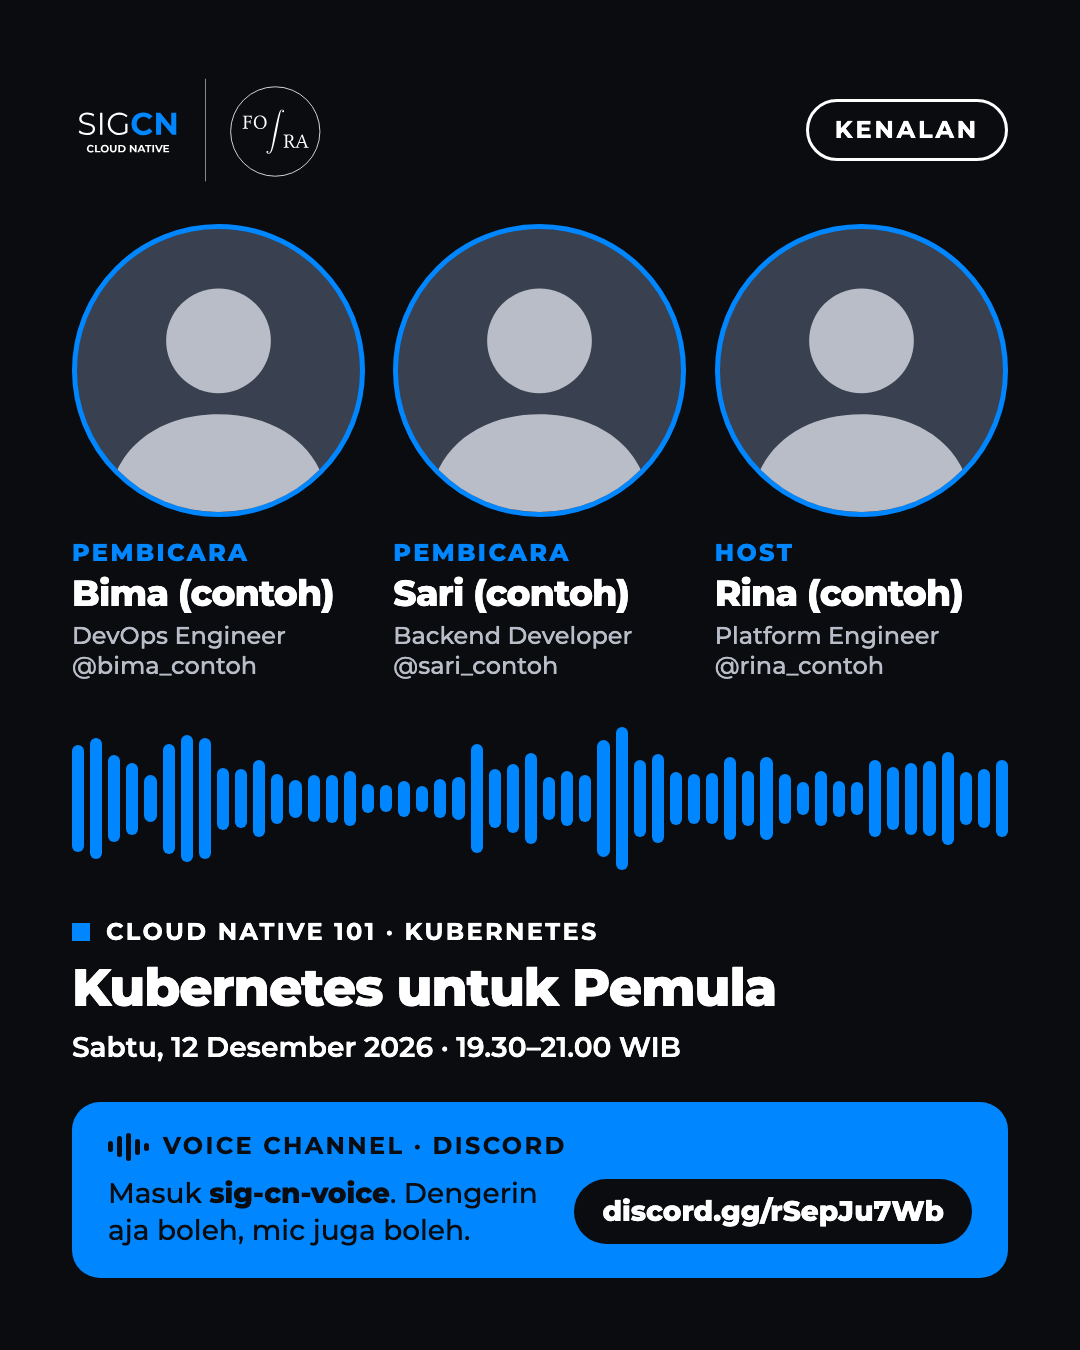 SIGCN
CLOUD NATIVE
FO
RA
KENALAN
PEMBICARA
Bima (contoh)
DevOps Engineer
@bima_contoh
PEMBICARA
Sari (contoh)
Backend Developer
@sari_contoh
HOST
Rina (contoh)
Platform Engineer
@rina_contoh
CLOUD NATIVE 101 · KUBERNETES
Kubernetes untuk Pemula
Sabtu, 12 Desember 2026 · 19.30–21.00 WIB
VOICE CHANNEL · DISCORD
Masuk sig-cn-voice. Dengerin
aja boleh, mic juga boleh.
discord.gg/rSepJu7Wb